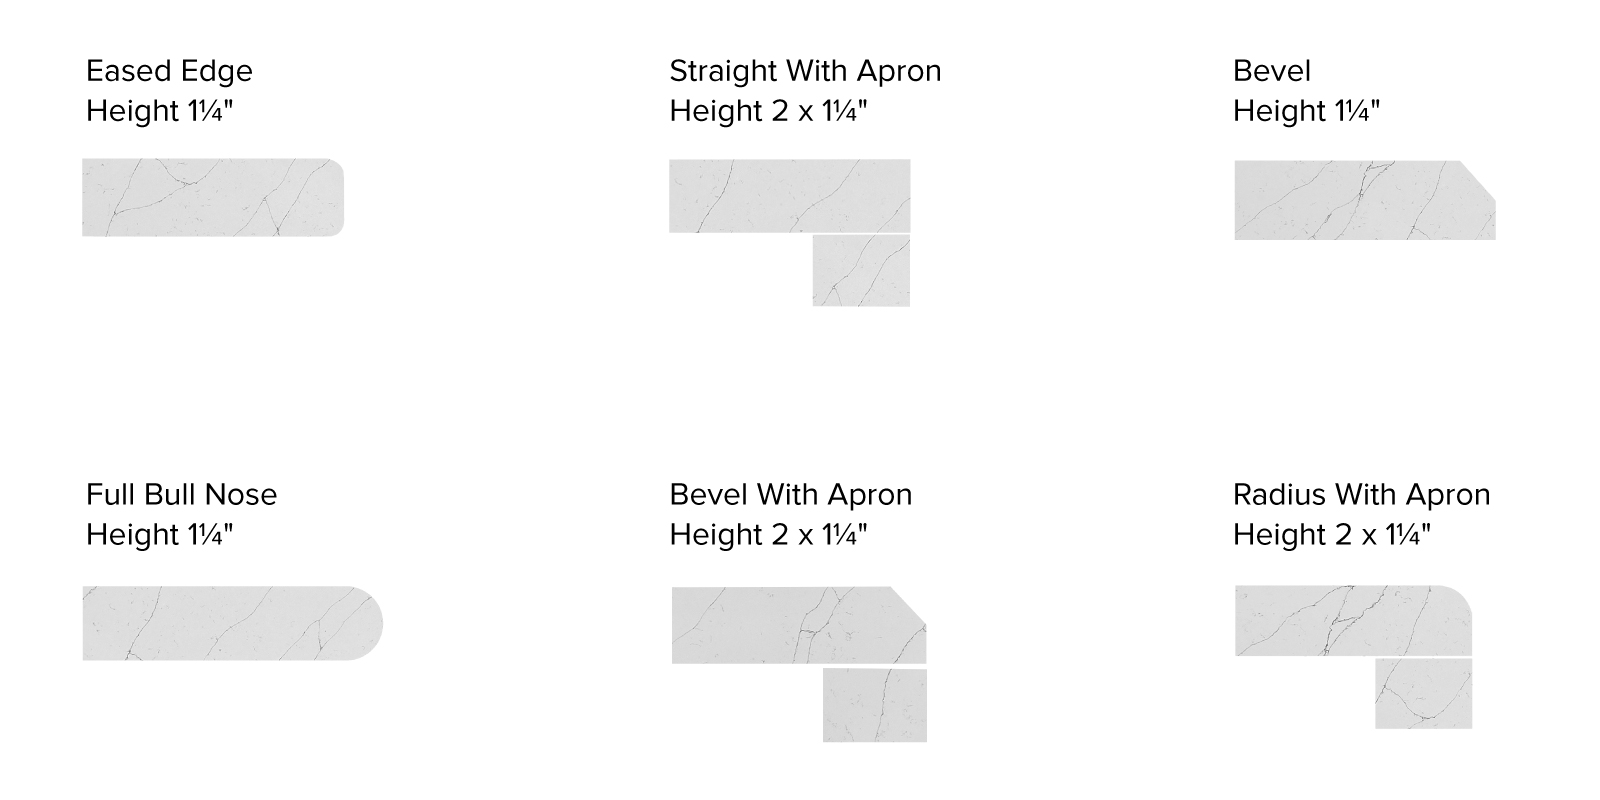 Eased Edge
Height 1¼"
Straight With Apron
Height 2 x 1¼"
Bevel
Height 1¼"
Full Bull Nose
Height 1¼"
Bevel With Apron
Height 2 x 1¼"
Radius With Apron
Height 2 x 1¼"